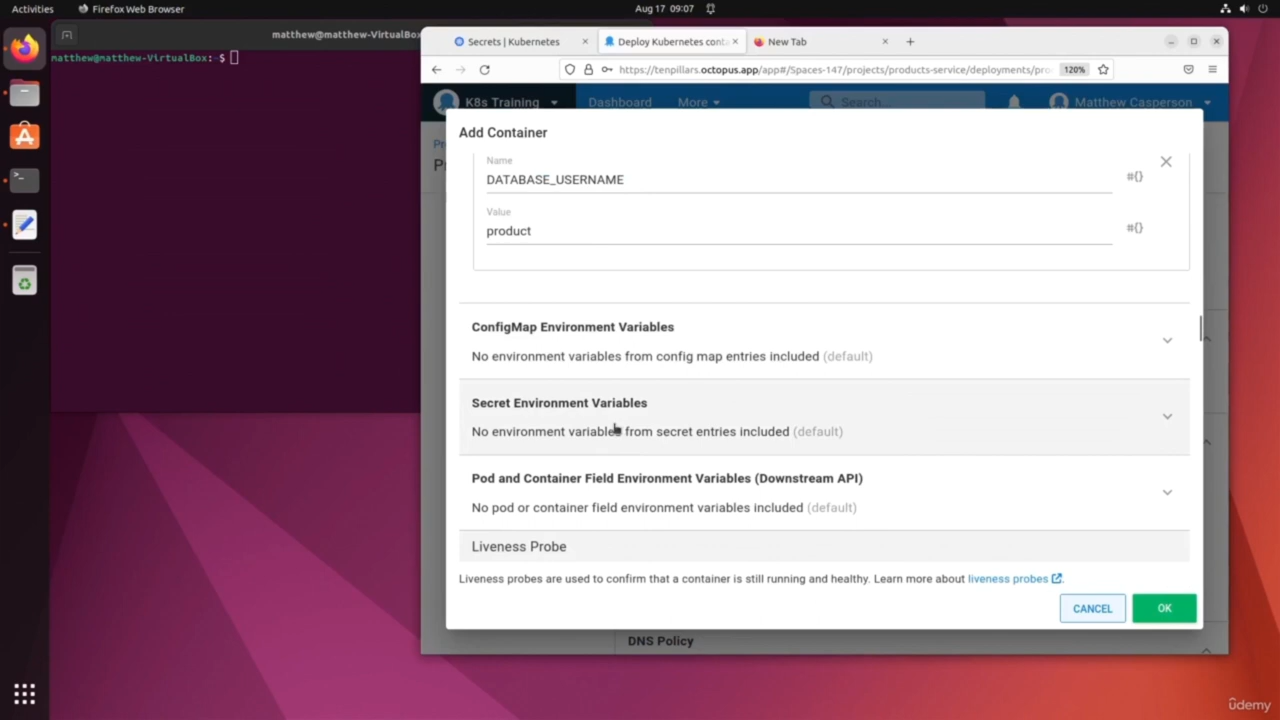 Activities
Firefox Web Browser
Aug 17 09:07
matthew@matthew-VirtualBox:
matthew@matthew-VirtualBox:~$
Secrets | Kubernetes
Deploy Kubernetes cont
New Tab
https://tenpillars.octopus.app/app#/Spaces-147/projects/products-service/deployments/pro
120%
K8s Training
Dashboard
More
Search...
Matthew Casperson
Pr
P
Add Container
Name
DATABASE_USERNAME
#{}
Value
product
#{}
ConfigMap Environment Variables
No environment variables from config map entries included (default)
Secret Environment Variables
No environment variables from secret entries included (default)
Pod and Container Field Environment Variables (Downstream API)
No pod or container field environment variables included (default)
Liveness Probe
Liveness probes are used to confirm that a container is still running and healthy. Learn more about liveness probes.
CANCEL
OK
DNS Policy
ûdemy